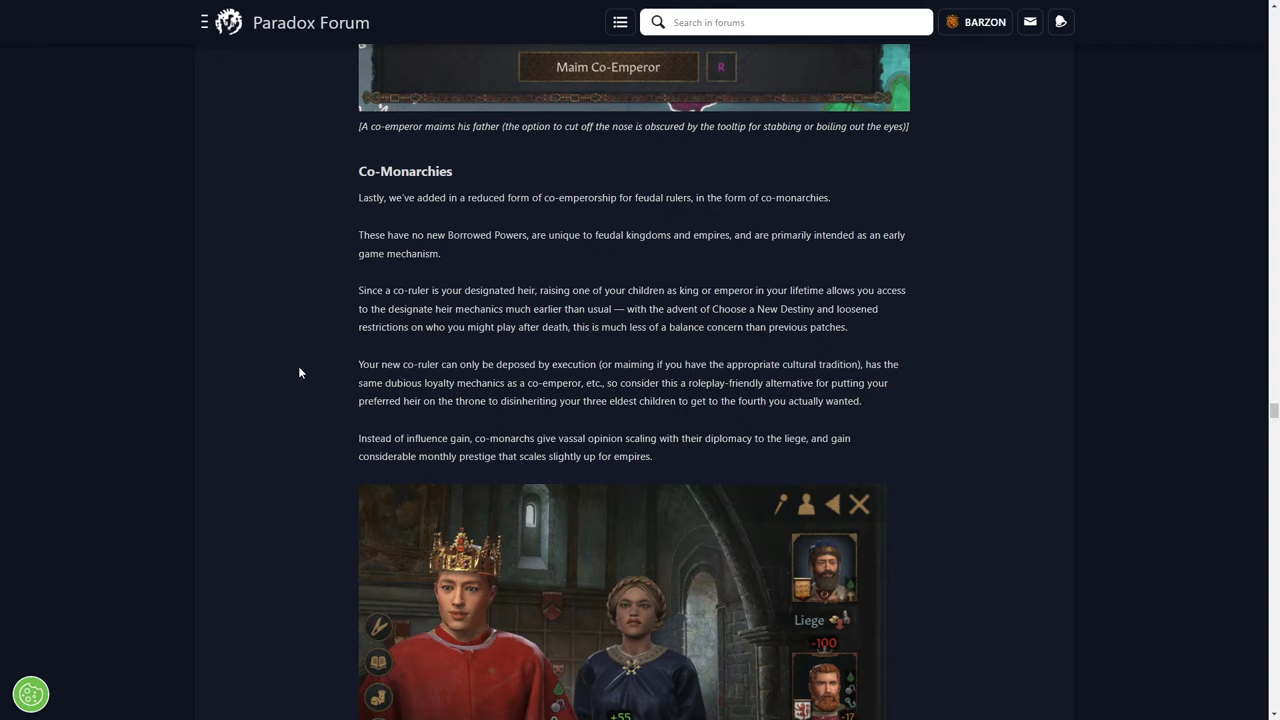 Paradox Forum
Search in forums
BARZON
Maim Co-Emperor
R
[A co-emperor maims his father (the option to cut off the nose is obscured by the tooltip for stabbing or boiling out the eyes)]
Co-Monarchies
Lastly, we've added in a reduced form of co-emperorship for feudal rulers, in the form of co-monarchies.
These have no new Borrowed Powers, are unique to feudal kingdoms and empires, and are primarily intended as an early
game mechanism.
Since a co-ruler is your designated heir, raising one of your children as king or emperor in your lifetime allows you access
to the designate heir mechanics much earlier than usual — with the advent of Choose a New Destiny and loosened
restrictions on who you might play after death, this is much less of a balance concern than previous patches.
Your new co-ruler can only be deposed by execution (or maiming if you have the appropriate cultural tradition), has the
same dubious loyalty mechanics as a co-emperor, etc., so consider this a roleplay-friendly alternative for putting your
preferred heir on the throne to disinheriting your three eldest children to get to the fourth you actually wanted.
Instead of influence gain, co-monarchs give vassal opinion scaling with their diplomacy to the liege, and gain
considerable monthly prestige that scales slightly up for empires.
Liege
-100
+55
-17